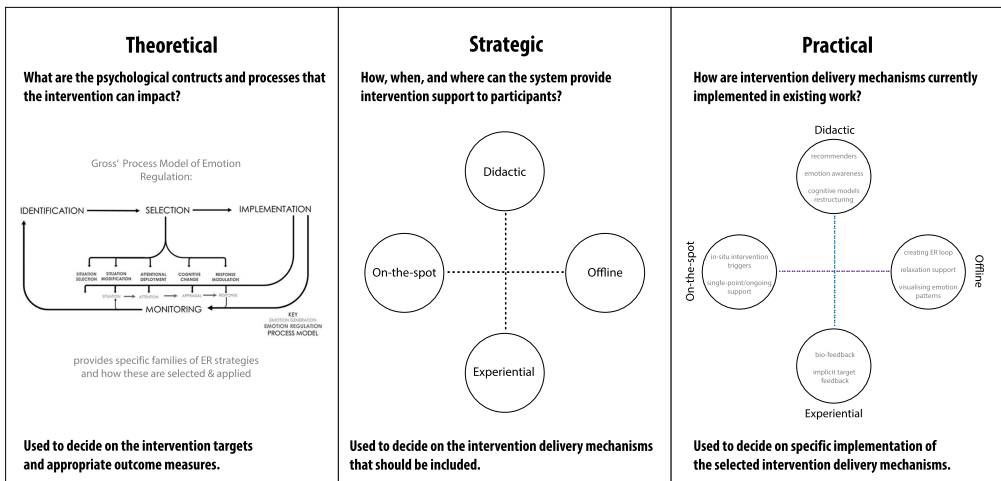 Theoretical
What are the psychological contructs and processes that
the intervention can impact?
Gross' Process Model of Emotion
Regulation:
IDENTIFICATION
SELECTION
IMPLEMENTATION
SITUATION
SELECTION
SITUATION
MODIFICATION
ATTENTIONAL
DEPLOYMENT
COGNITIVE
CHANGE
RESPONSE
MODULATION
SITUATION
ATTENTION
APPRAISAL
RESPONSE
MONITORING
KEY
EMOTION GENERATION
EMOTION REGULATION
PROCESS MODEL
provides specific families of ER strategies
and how these are selected & applied
Used to decide on the intervention targets
and appropriate outcome measures.
Strategic
How, when, and where can the system provide
intervention support to participants?
Didactic
On-the-spot
Offline
Experiential
Used to decide on the intervention delivery mechanisms
that should be included.
Practical
How are intervention delivery mechanisms currently
implemented in existing work?
Didactic
recommenders
emotion awareness
cognitive models
restructuring
On-the-spot
in-situ intervention
triggers
single-point/ongoing
support
creating ER loop
relaxation support
visualising emotion
patterns
Offline
bio-feedback
implicit target
feedback
Experiential
Used to decide on specific implementation of
the selected intervention delivery mechanisms.